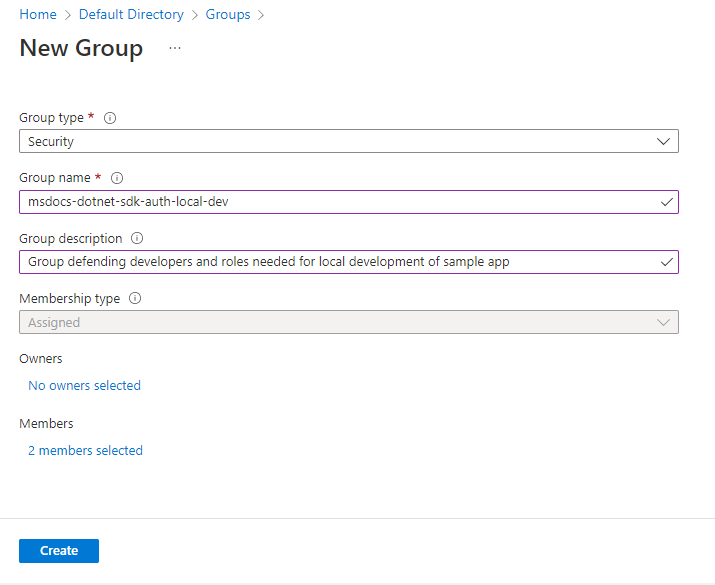 Home > Default Directory > Groups >
New Group ...
Group type *
Security
Group name *
msdocs-dotnet-sdk-auth-local-dev
Group description
Group defending developers and roles needed for local development of sample app
Membership type
Assigned
Owners
No owners selected
Members
2 members selected
Create